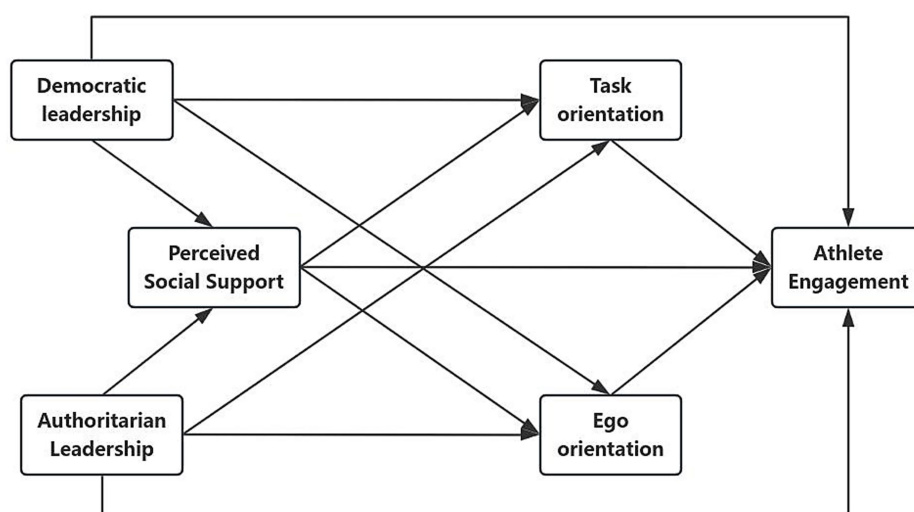 Democratic
leadership
Task
orientation
Perceived
Social Support
Athlete
Engagement
Authoritarian
Leadership
Ego
orientation